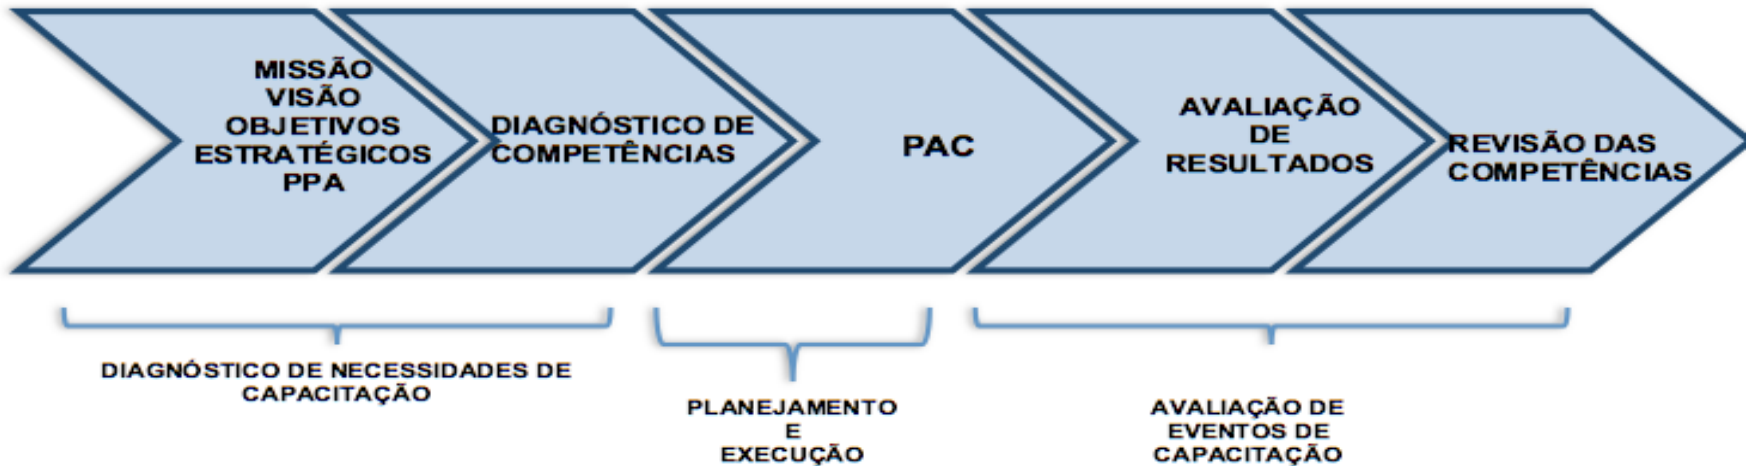 MISSÃO
VISÃO
OBJETIVOS
ESTRATÉGICOS
PPA
DIAGNÓSTICO DE
COMPETÊNCIAS
PAC
AVALIAÇÃO
DE
RESULTADOS
REVISÃO DAS
COMPETÊNCIAS
DIAGNÓSTICO DE NECESSIDADES DE
CAPACITAÇÃO
PLANEJAMENTO
E
EXECUÇÃO
AVALIAÇÃO DE
EVENTOS DE
CAPACITAÇÃO